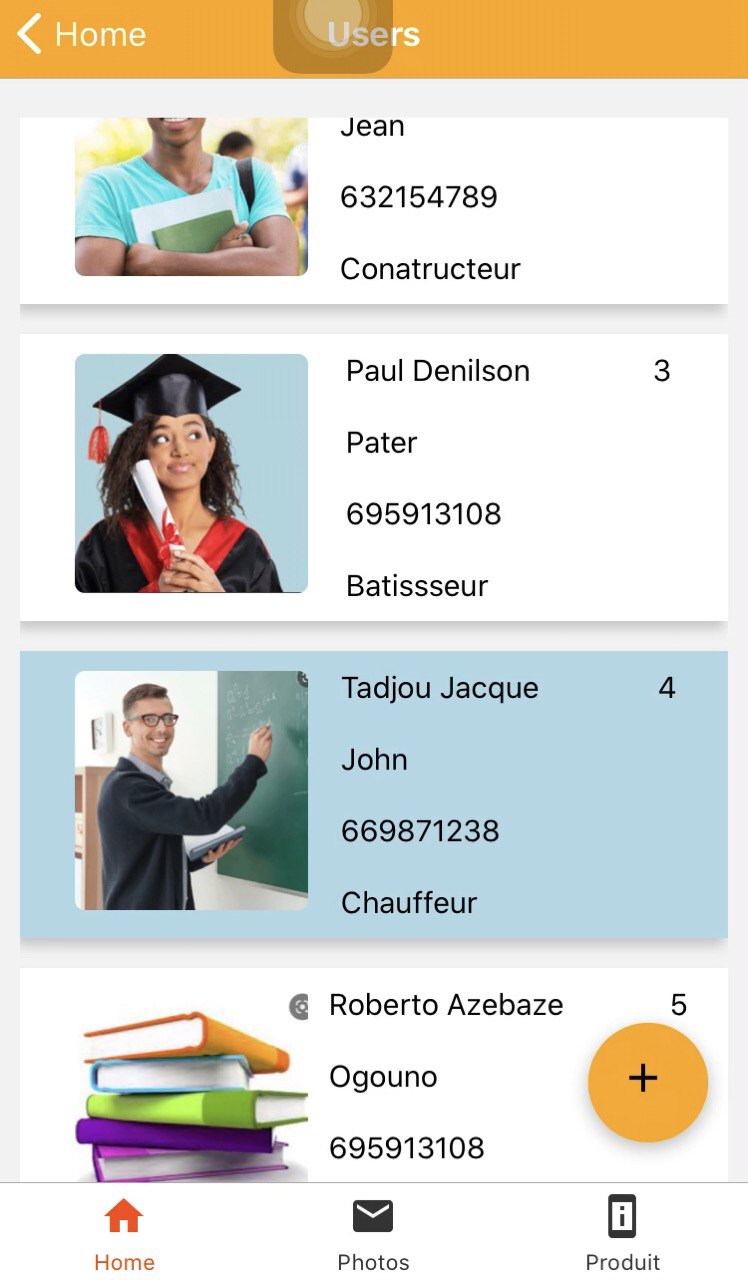 Home
Users
Jean
632154789
Conatructeur
Paul Denilson 3
Pater
695913108
Batissseur
Tadjou Jacque 4
John
669871238
Chauffeur
Roberto Azebaze 5
Ogouno
+
695913108
Home Photos Produit